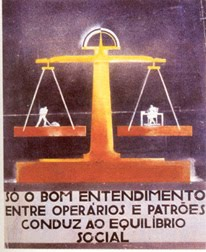 SÓ O BOM ENTENDIMENTO
ENTRE OPERÁRIOS E PATRÕES
CONDUZ AO EQUILÍBRIO
SOCIAL